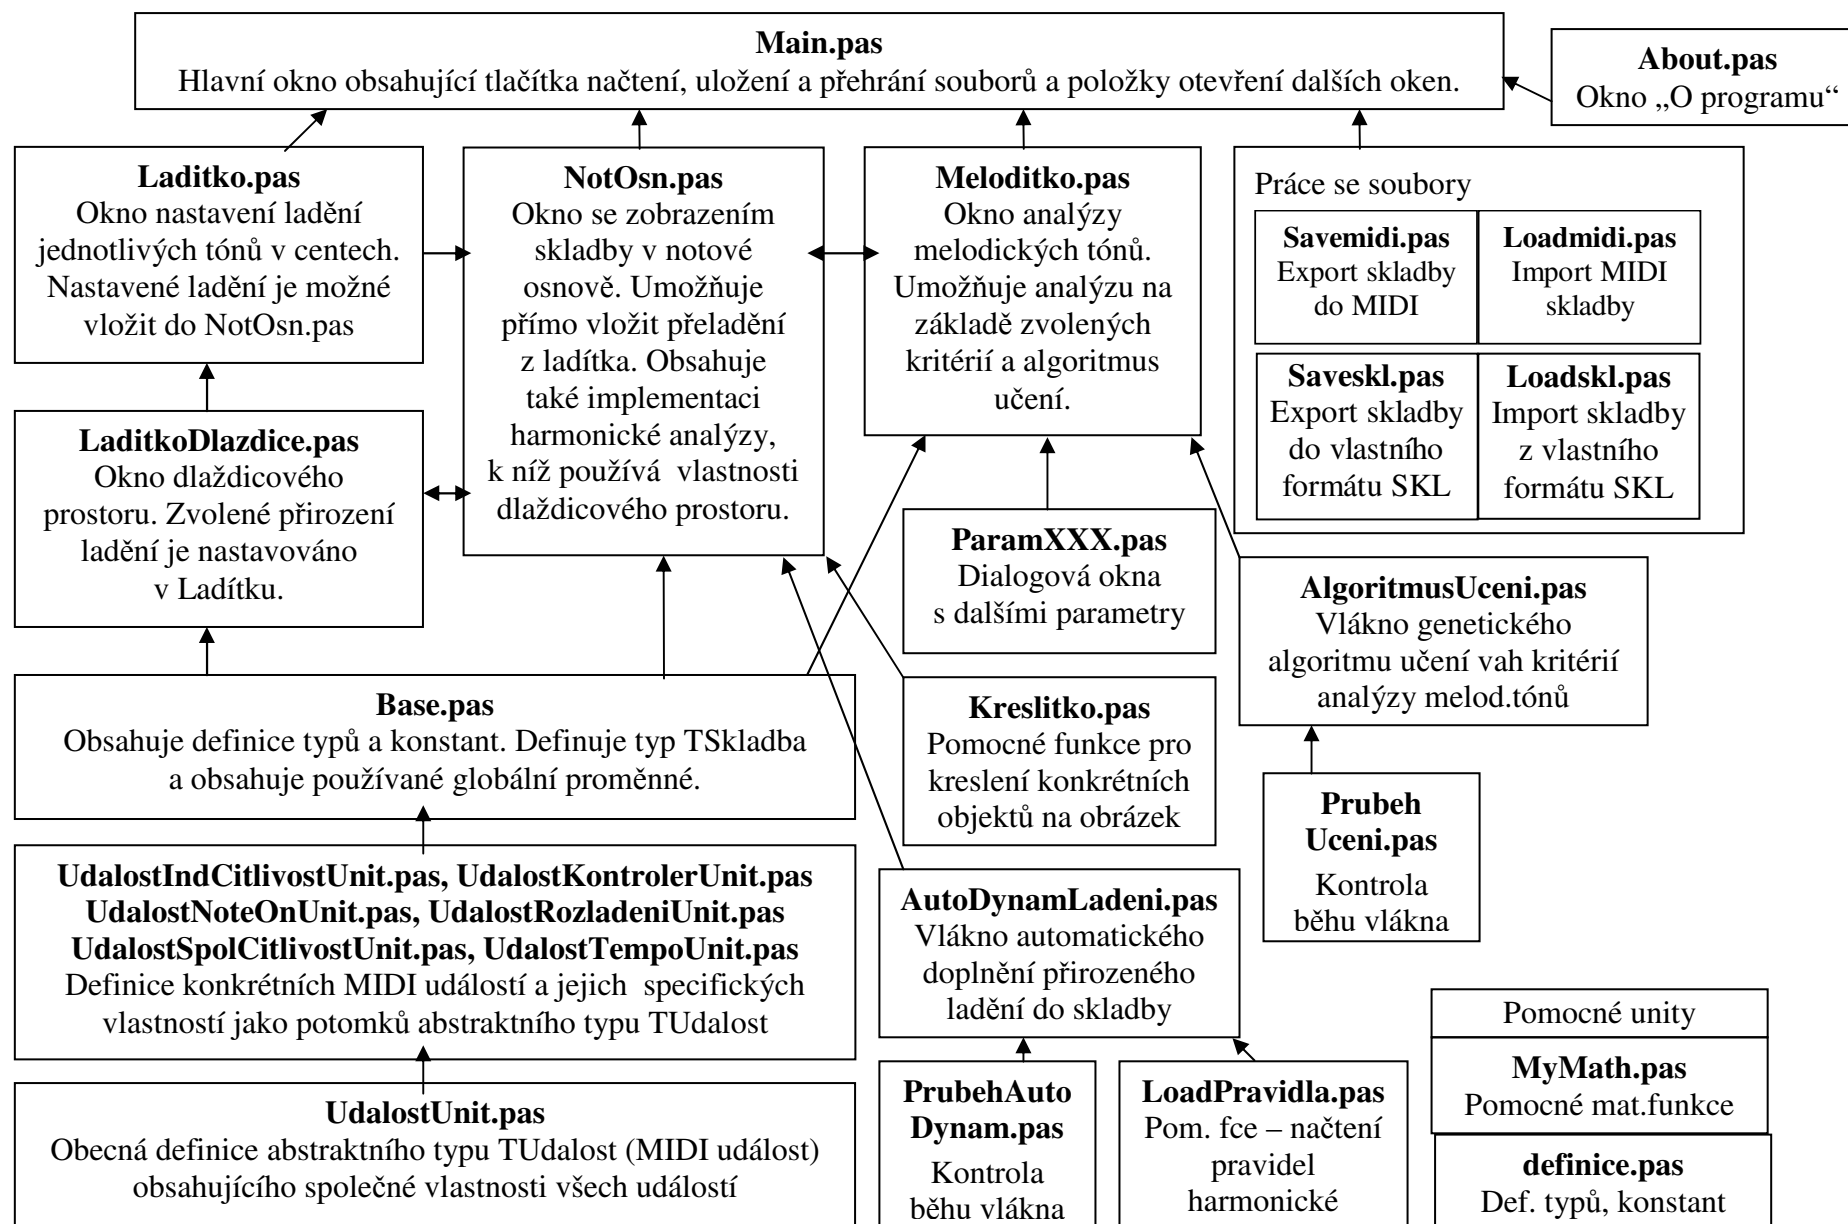 Main.pas
Hlavní okno obsahující tlačítka načtení, uložení a přehrání souborů a položky otevření dalších oken.
About.pas
Okno „O programu“
Laditko.pas
Okno nastavení ladění
jednotlivých tónů v centech.
Nastavené ladění je možné
vložit do NotOsn.pas
NotOsn.pas
Okno se zobrazením
skladby v notové
osnově. Umožňuje
přímo vložit přeladění
z ladítka. Obsahuje
také implementaci
harmonické analýzy,
k níž používá vlastnosti
dlaždicového prostoru.
Meloditko.pas
Okno analýzy
melodických tónů.
Umožňuje analýzu na
základě zvolených
kritérií a algoritmus
učení.
Práce se soubory
Savemidi.pas
Export skladby
do MIDI
Loadmidi.pas
Import MIDI
skladby
Saveskl.pas
Export skladby
do vlastního
formátu SKL
Loadskl.pas
Import skladby
z vlastního
formátu SKL
LaditkoDlazdice.pas
Okno dlaždicového
prostoru. Zvolené přirození
ladění je nastavováno
v Ladítku.
ParamXXX.pas
Dialogová okna
s dalšími parametry
AlgoritmusUceni.pas
Vlákno genetického
algoritmu učení vah kritérií
analýzy melod.tónů
Base.pas
Obsahuje definice typů a konstant. Definuje typ TSkladba
a obsahuje používané globální proměnné.
Kreslitko.pas
Pomocné funkce pro
kreslení konkrétních
objektů na obrázek
Prubeh
Uceni.pas
Kontrola
běhu vlákna
UdalostIndCitlivostUnit.pas, UdalostKontrolerUnit.pas
UdalostNoteOnUnit.pas, UdalostRozladeniUnit.pas
UdalostSpolCitlivostUnit.pas, UdalostTempoUnit.pas
Definice konkrétních MIDI událostí a jejich specifických
vlastností jako potomků abstraktního typu TUdalost
AutoDynamLadeni.pas
Vlákno automatického
doplnění přirozeného
ladění do skladby
UdalostUnit.pas
Obecná definice abstraktního typu TUdalost (MIDI událost)
obsahujícího společné vlastnosti všech událostí
PrubehAuto
Dynam.pas
Kontrola
běhu vlákna
LoadPravidla.pas
Pom. fce – načtení
pravidel
harmonické
Pomocné unity
MyMath.pas
Pomocné mat.funkce
definice.pas
Def. typů, konstant